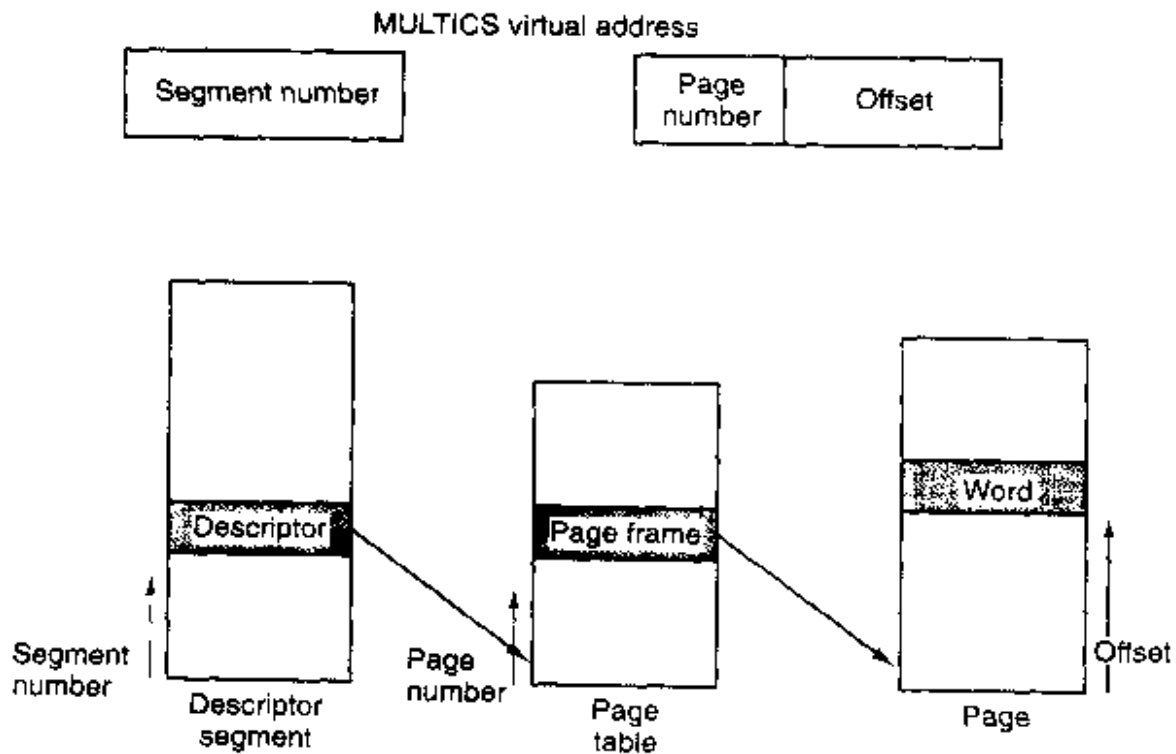 MULTICS virtual address
Segment number
Page
number
Offset
Descriptor
Page frame
Word
Segment
number
Page
number
Offset
Descriptor
segment
Page
table
Page